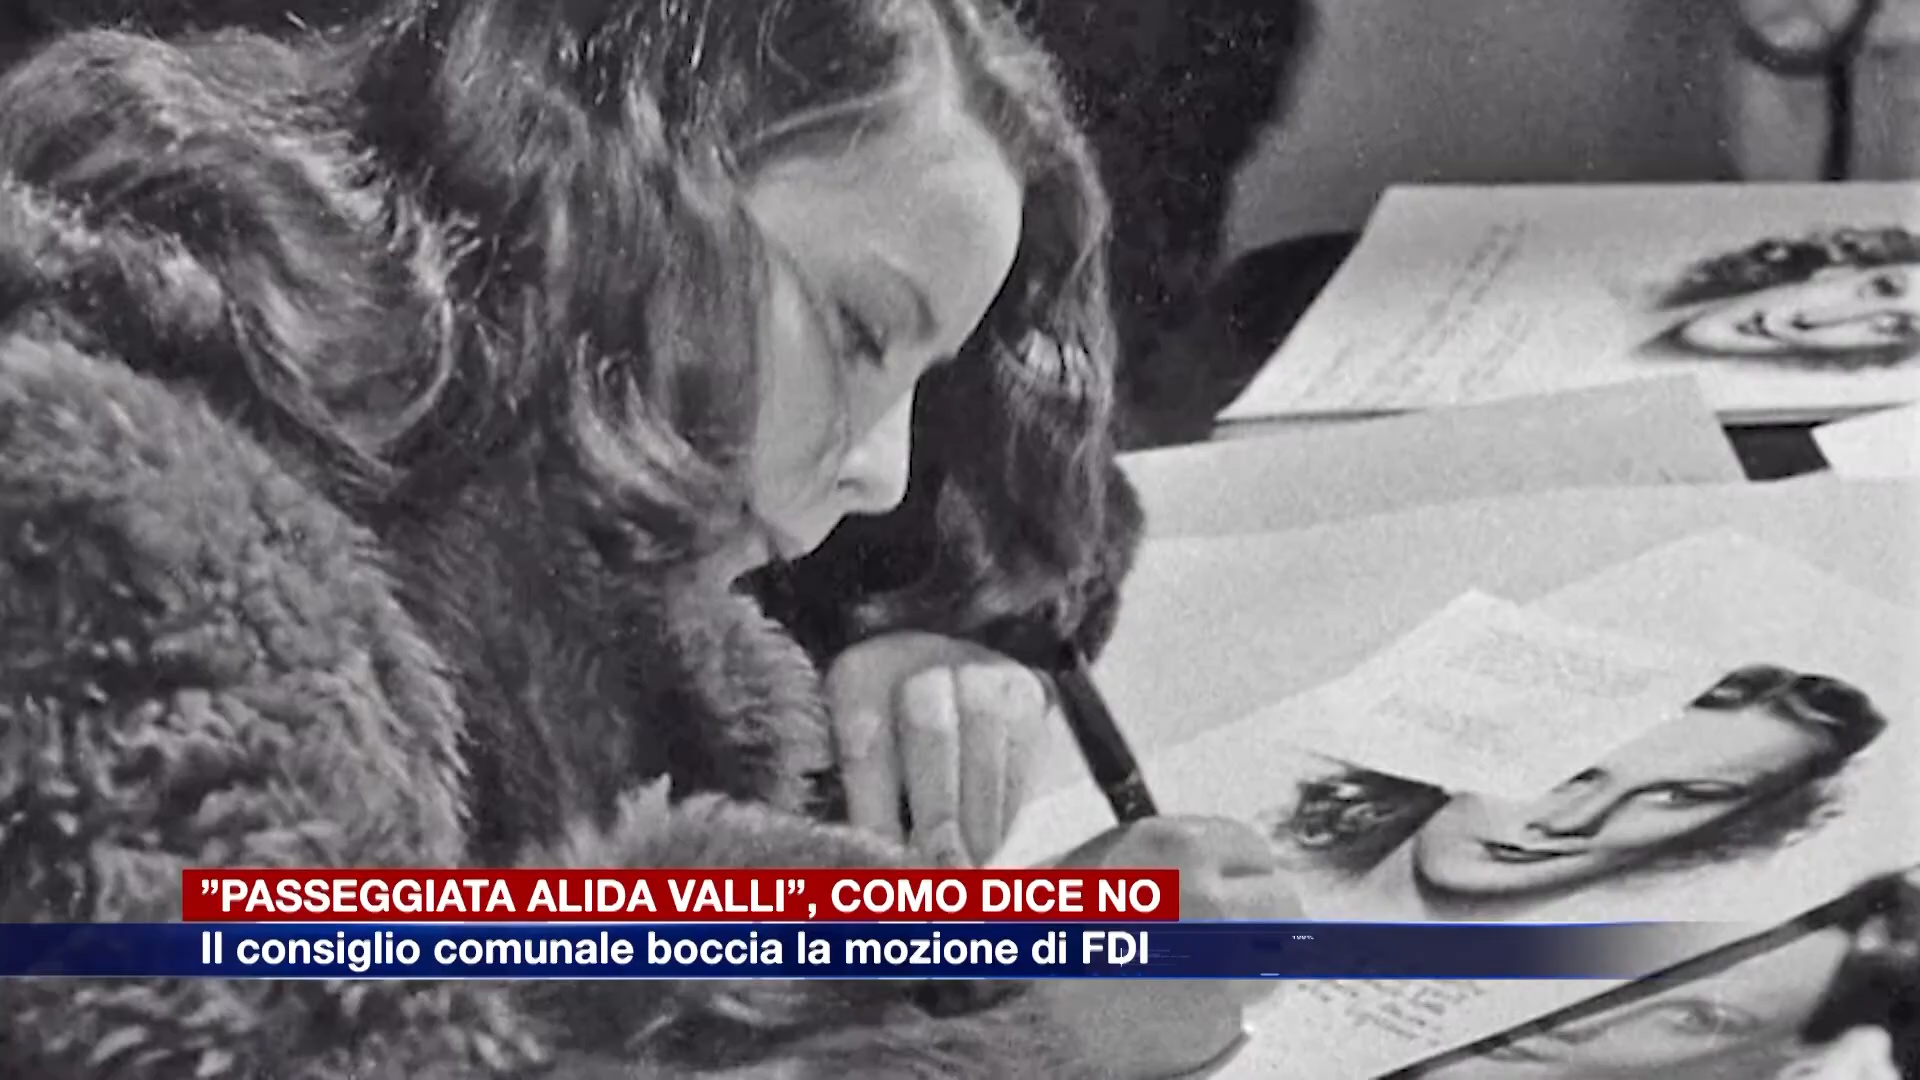 ”PASSEGGIATA ALIDA VALLI”, COMO DICE NO
Il consiglio comunale boccia la mozione di FDI